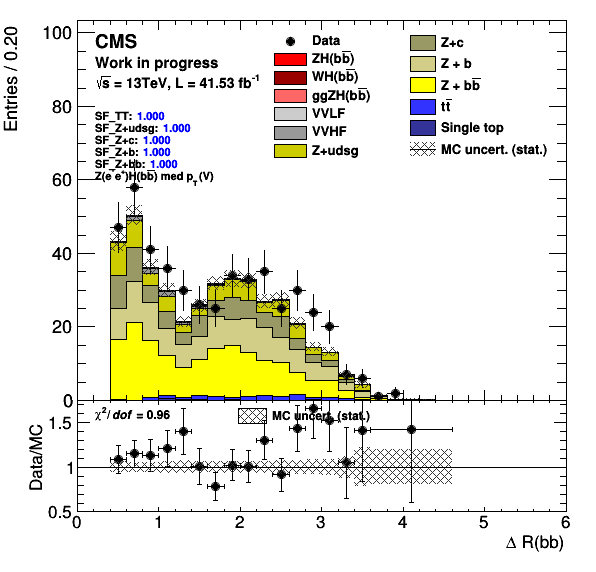 CMS
Work in progress
√s = 13TeV, L = 41.53 fb⁻¹
SF_TT: 1.000
SF_Z+udsg: 1.000
SF_Z+c: 1.000
SF_Z+b: 1.000
SF_Z+bb: 1.000
Z(e⁻e⁺)H(bb̅) med p_T(V)
Data
ZH(bb̅)
WH(bb̅)
ggZH(bb̅)
VVLF
VVHF
Z+udsg
Z+c
Z + b
Z + bb̅
tt̅
Single top
MC uncert. (stat.)
Entries / 0.20
100
80
60
40
20
0
χ²/dof = 0.96
MC uncert. (stat.)
Data/MC
1.5
1
0.5
0 1 2 3 4 5 6
Δ R(bb)